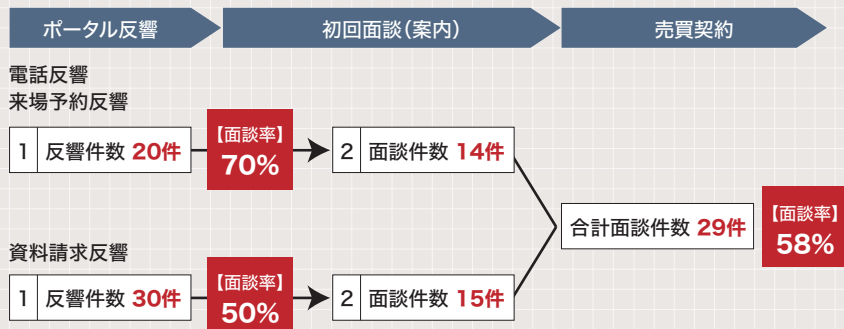 ポータル反響
初回面談（案内）
売買契約
電話反響
来場予約反響
1 反響件数 20件
【面談率】
70%
2 面談件数 14件
合計面談件数 29件
【面談率】
58%
資料請求反響
1 反響件数 30件
【面談率】
50%
2 面談件数 15件